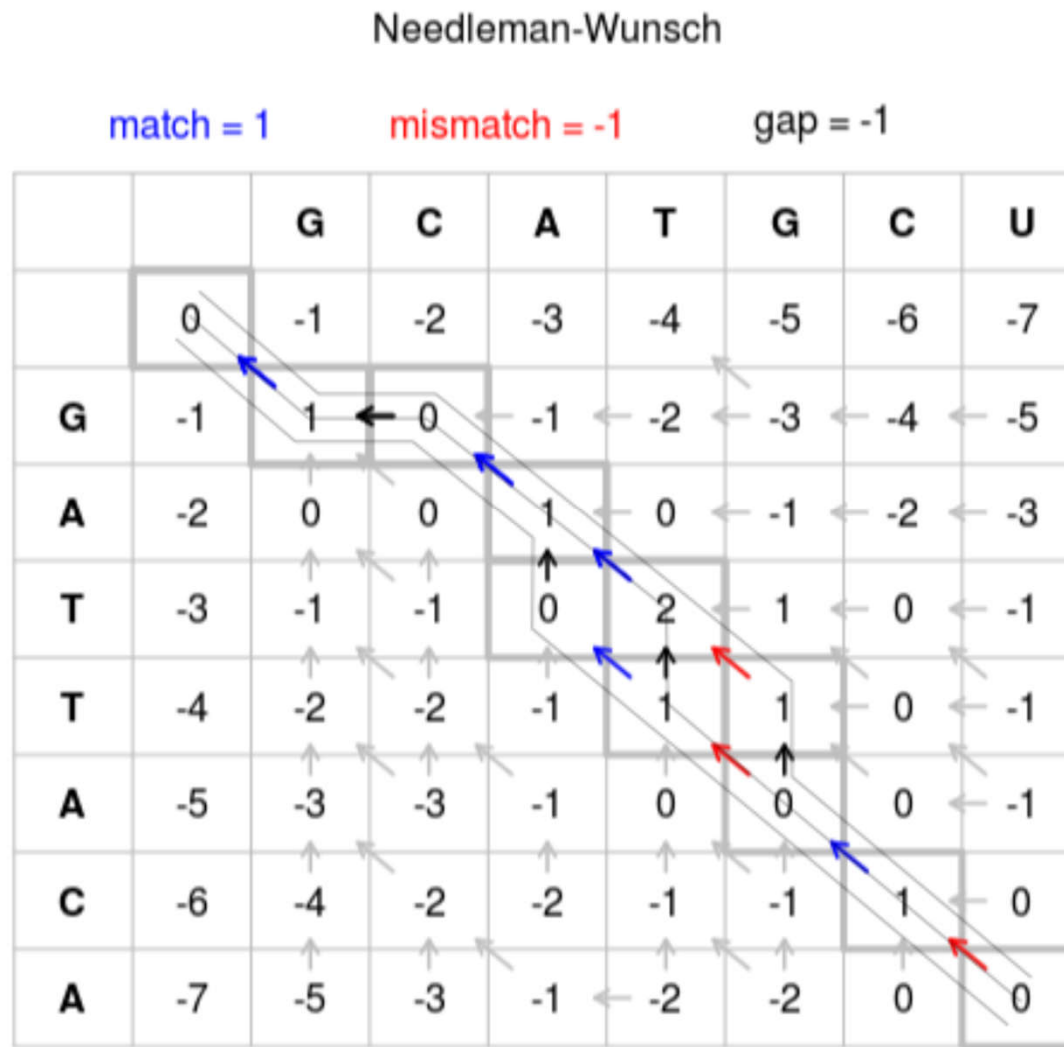 Needleman-Wunsch
match = 1 mismatch = -1 gap = -1
G C A T G C U
0 -1 -2 -3 -4 -5 -6 -7
G -1 1 0 -1 -2 -3 -4 -5
A -2 0 0 1 0 -1 -2 -3
T -3 -1 -1 0 2 1 0 -1
T -4 -2 -2 -1 1 1 0 -1
A -5 -3 -3 -1 0 0 0 -1
C -6 -4 -2 -2 -1 -1 1 0
A -7 -5 -3 -1 -2 -2 0 0